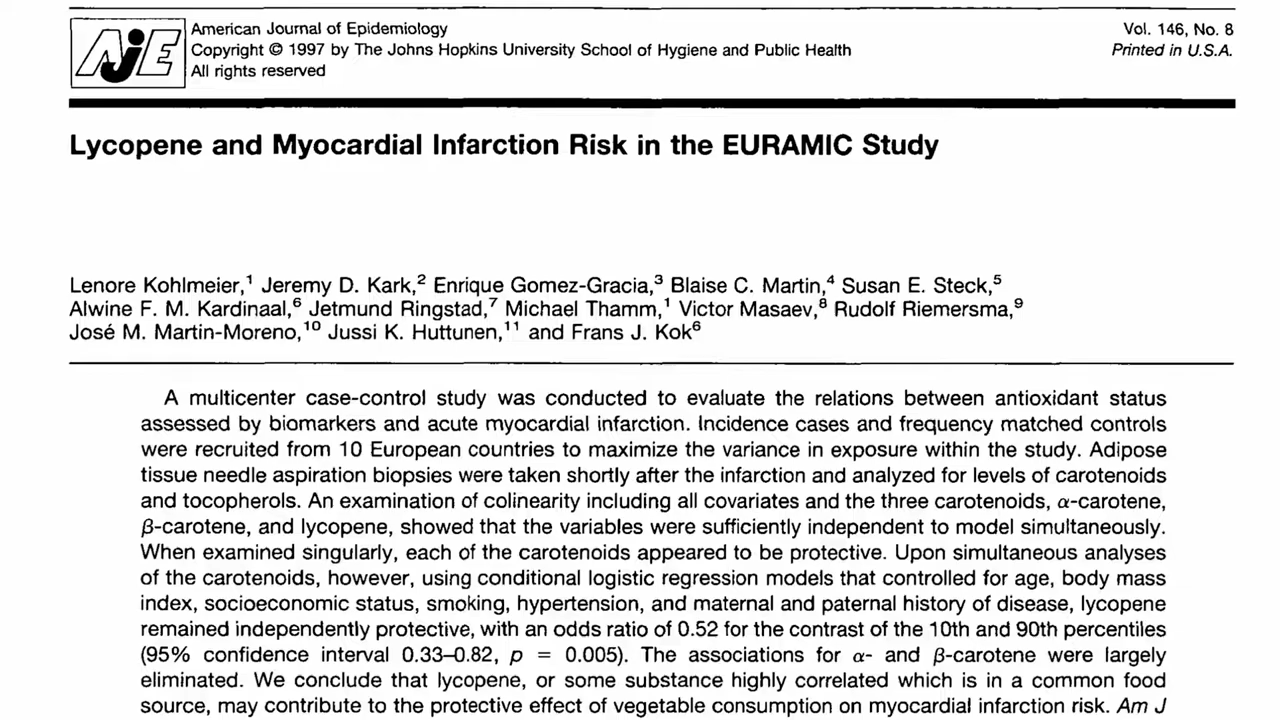 AJE
American Journal of Epidemiology
Copyright © 1997 by The Johns Hopkins University School of Hygiene and Public Health
All rights reserved
Vol. 146, No. 8
Printed in U.S.A.
Lycopene and Myocardial Infarction Risk in the EURAMIC Study
Lenore Kohlmeier,¹ Jeremy D. Kark,² Enrique Gomez-Gracia,³ Blaise C. Martin,⁴ Susan E. Steck,⁵
Alwine F. M. Kardinaal,⁶ Jetmund Ringstad,⁷ Michael Thamm,¹ Victor Masaev,⁸ Rudolf Riemersma,⁹
José M. Martin-Moreno,¹⁰ Jussi K. Huttunen,¹¹ and Frans J. Kok⁶
A multicenter case-control study was conducted to evaluate the relations between antioxidant status
assessed by biomarkers and acute myocardial infarction. Incidence cases and frequency matched controls
were recruited from 10 European countries to maximize the variance in exposure within the study. Adipose
tissue needle aspiration biopsies were taken shortly after the infarction and analyzed for levels of carotenoids
and tocopherols. An examination of colinearity including all covariates and the three carotenoids, α-carotene,
β-carotene, and lycopene, showed that the variables were sufficiently independent to model simultaneously.
When examined singularly, each of the carotenoids appeared to be protective. Upon simultaneous analyses
of the carotenoids, however, using conditional logistic regression models that controlled for age, body mass
index, socioeconomic status, smoking, hypertension, and maternal and paternal history of disease, lycopene
remained independently protective, with an odds ratio of 0.52 for the contrast of the 10th and 90th percentiles
(95% confidence interval 0.33–0.82, p = 0.005). The associations for α- and β-carotene were largely
eliminated. We conclude that lycopene, or some substance highly correlated which is in a common food
source, may contribute to the protective effect of vegetable consumption on myocardial infarction risk. Am J